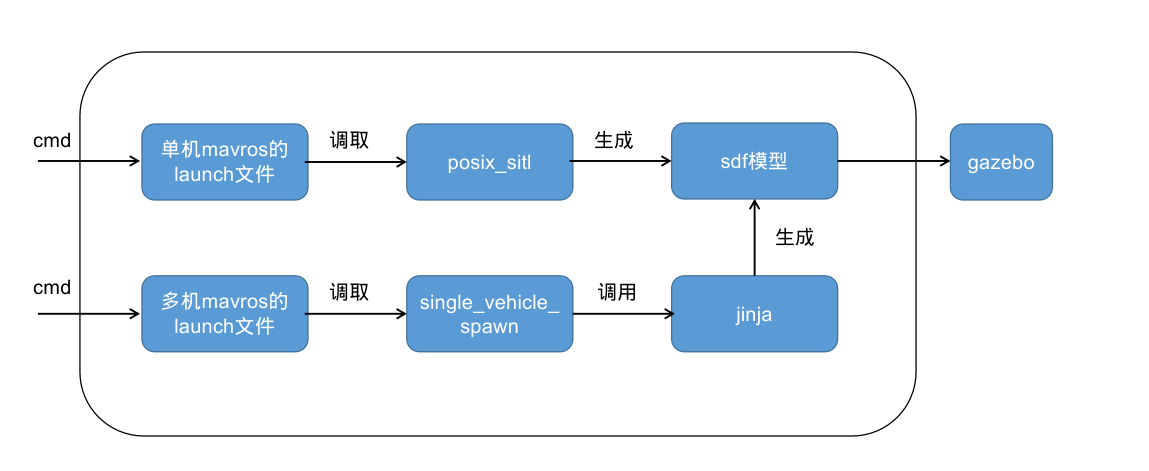 cmd
单机mavros的
launch文件
调取
posix_sitl
生成
sdf模型
gazebo
生成
cmd
多机mavros的
launch文件
调取
single_vehicle_
spawn
调用
jinja